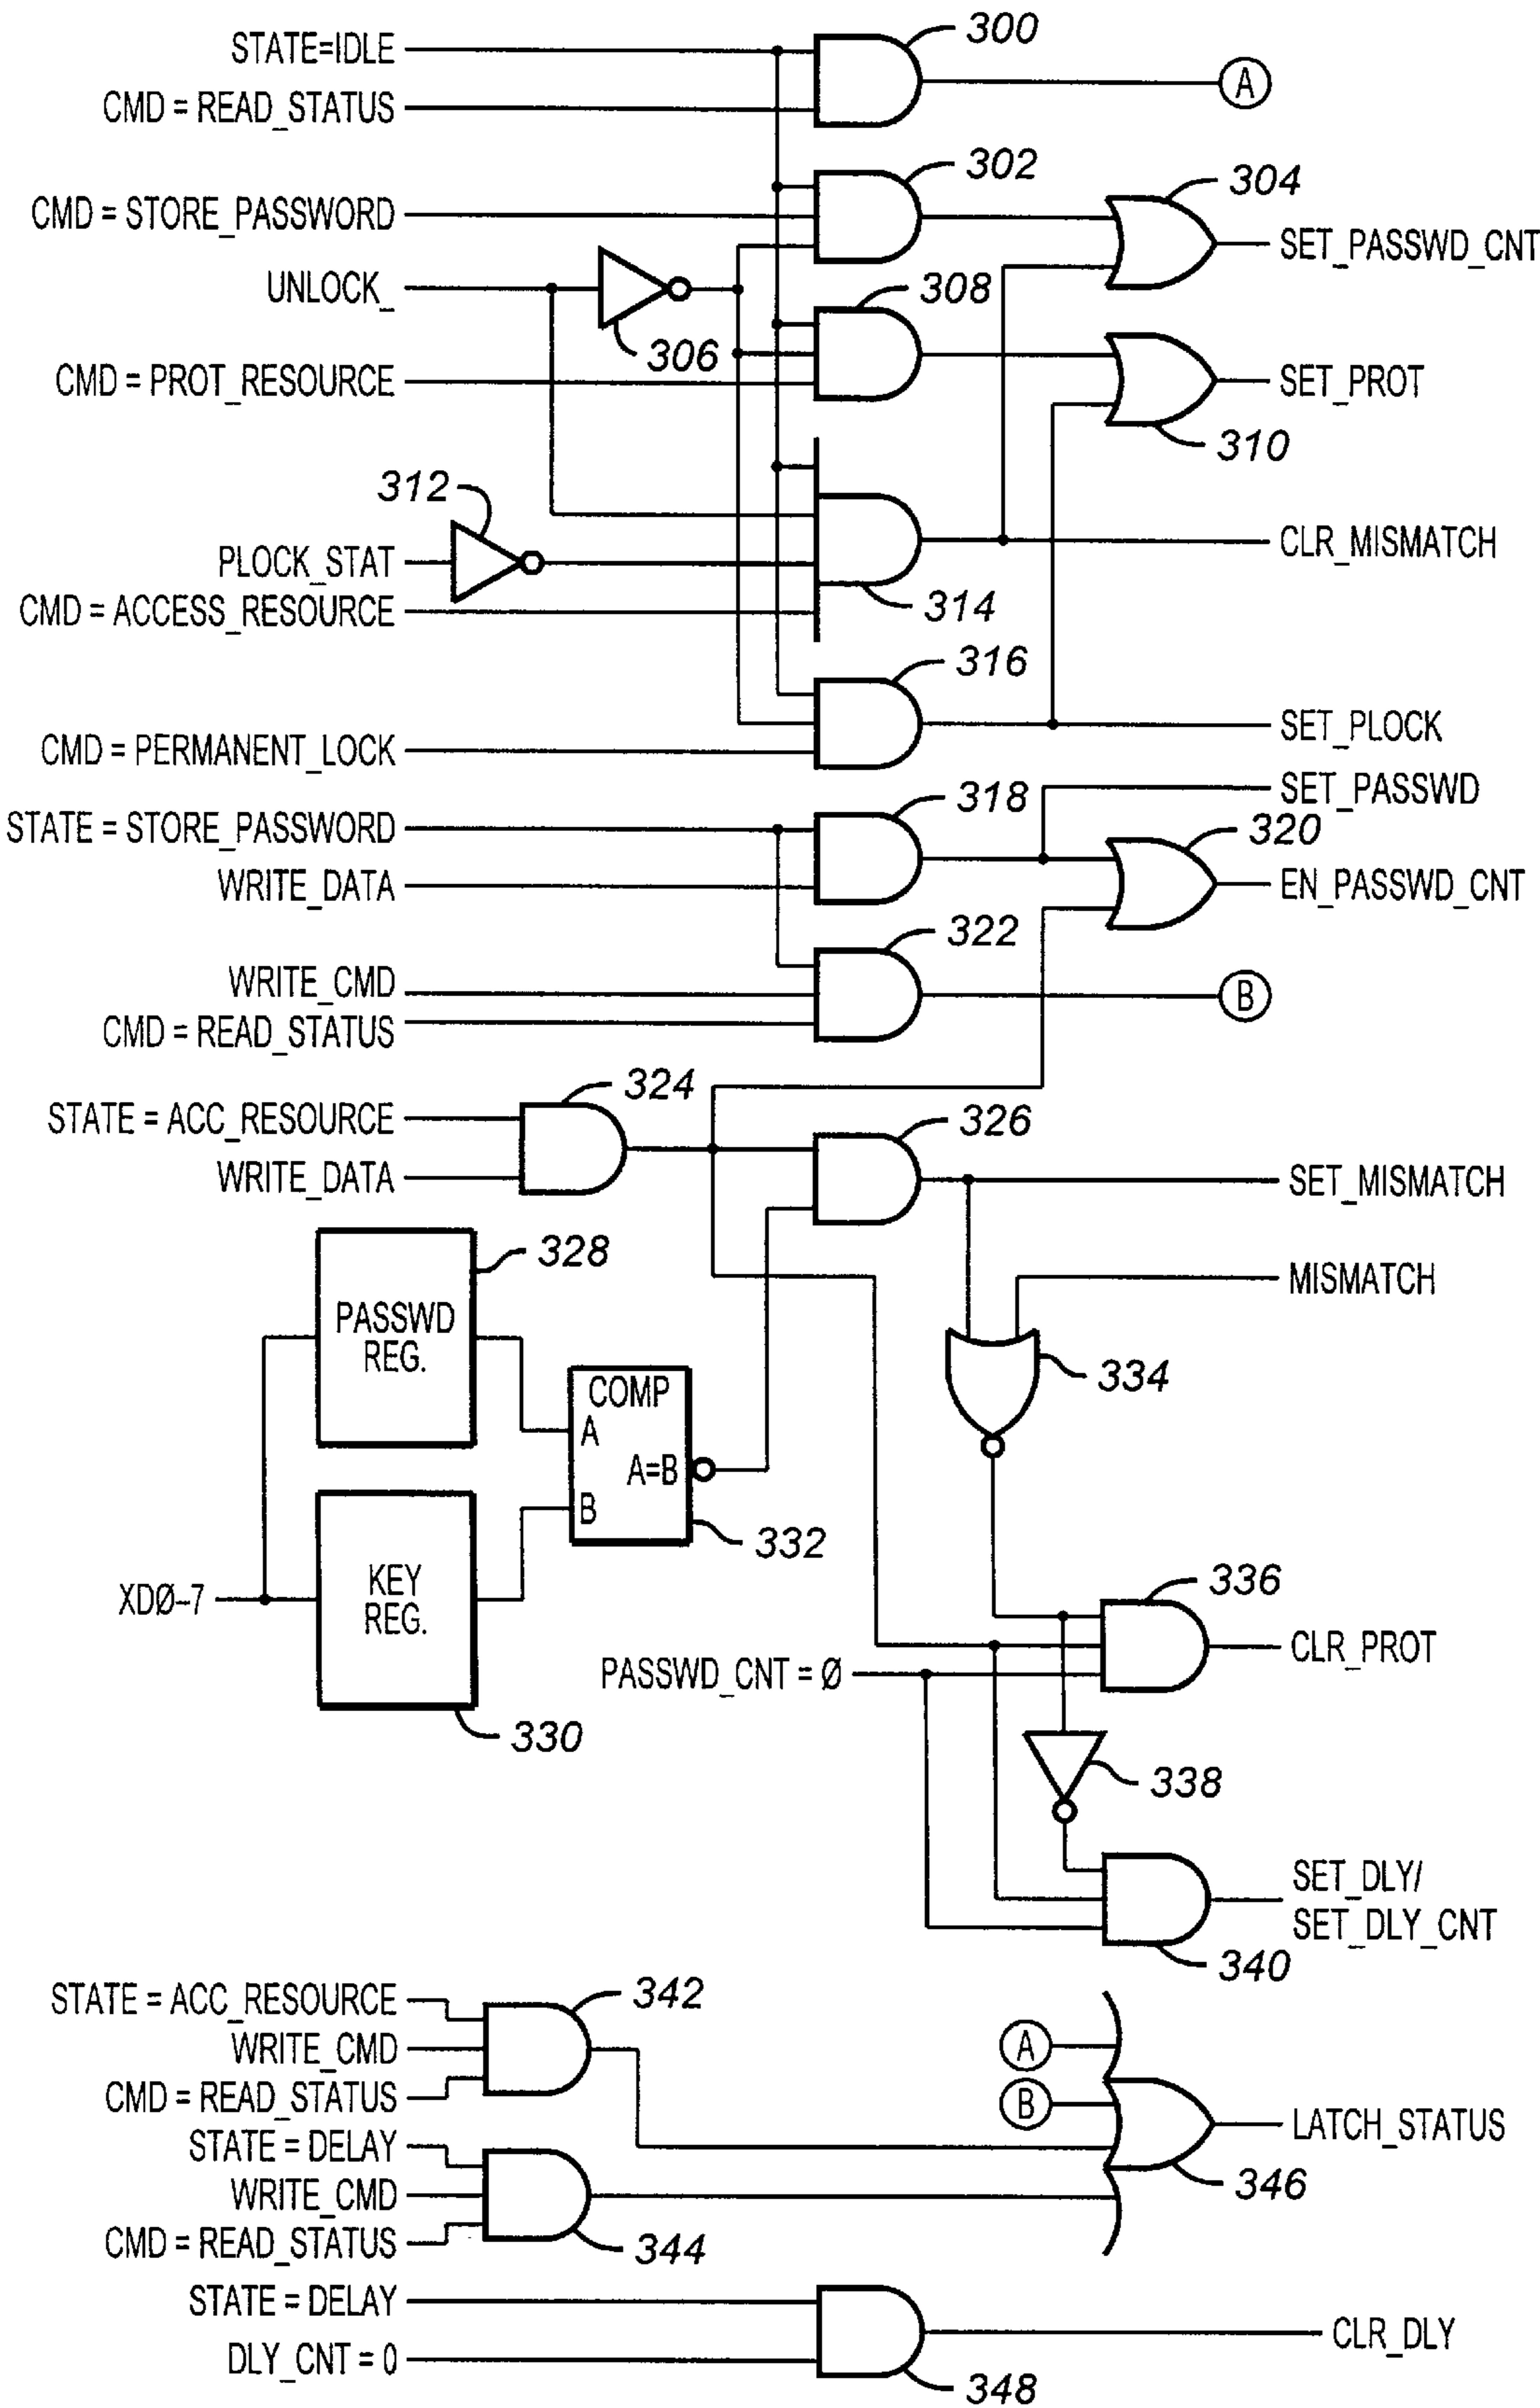 300
STATE=IDLE
A
CMD = READ_STATUS
302
304
CMD = STORE_PASSWORD
SET_PASSWD_CNT
UNLOCK_
308
306
CMD = PROT_RESOURCE
SET_PROT
310
312
PLOCK_STAT
CLR_MISMATCH
CMD = ACCESS_RESOURCE
314
316
SET_PLOCK
CMD = PERMANENT_LOCK
SET_PASSWD
318
STATE = STORE_PASSWORD
320
WRITE_DATA
EN_PASSWD_CNT
322
WRITE_CMD
B
CMD = READ_STATUS
324
STATE = ACC_RESOURCE
326
WRITE_DATA
SET_MISMATCH
328
MISMATCH
PASSWD
REG.
334
COMP
A
A=B
B
332
KEY
REG.
XDØ–7
336
CLR_PROT
PASSWD_CNT = Ø
330
338
SET_DLY/
SET_DLY_CNT
340
STATE = ACC_RESOURCE
342
WRITE_CMD
A
CMD = READ_STATUS
B
LATCH_STATUS
STATE = DELAY
346
WRITE_CMD
CMD = READ_STATUS
344
STATE = DELAY
CLR_DLY
DLY_CNT = 0
348